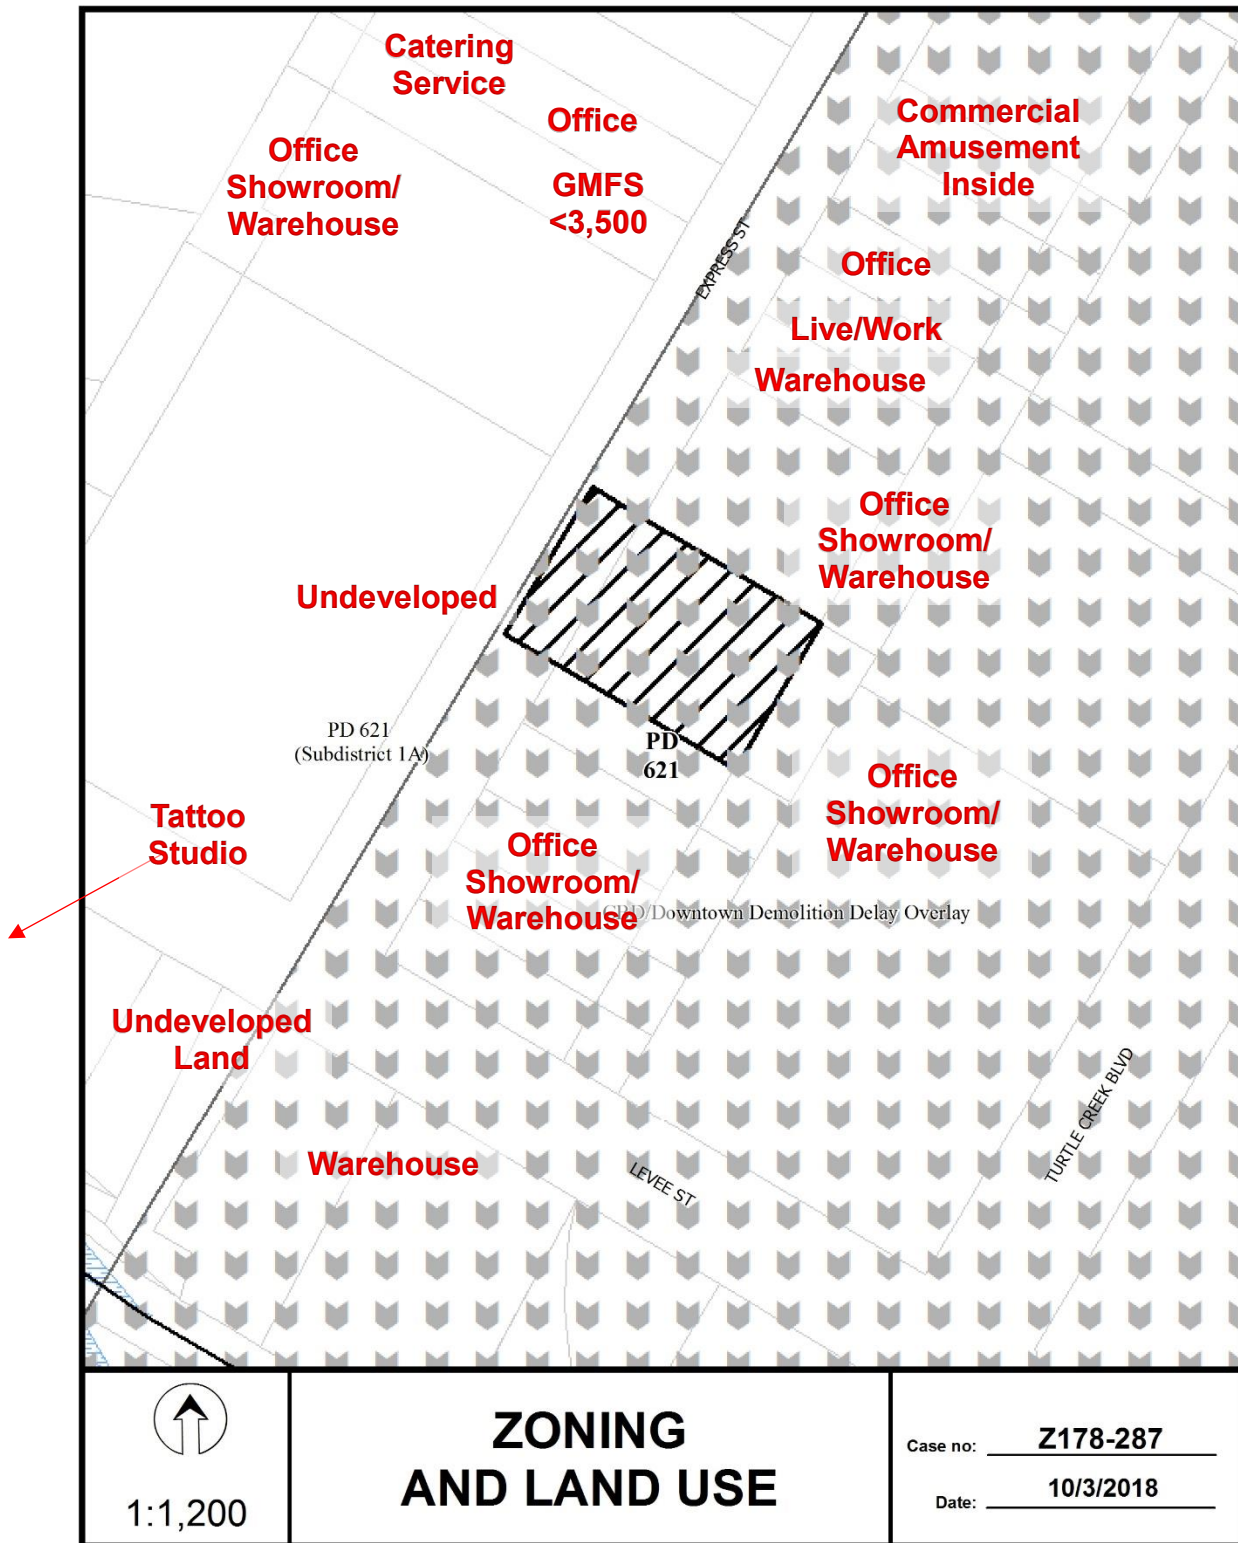 Catering
Service
Office
GMFS
<3,500
Office
Showroom/
Warehouse
Commercial
Amusement
Inside
EXPRESS ST
Office
Live/Work
Warehouse
Office
Showroom/
Warehouse
Undeveloped
PD 621
(Subdistrict 1A)
PD
621
Office
Showroom/
Warehouse
Tattoo
Studio
Office
Showroom/
Warehouse
CBD/Downtown Demolition Delay Overlay
Undeveloped
Land
TURTLE CREEK BLVD
Warehouse
LEVEE ST
1:1,200
ZONING
AND LAND USE
Case no: Z178-287
Date: 10/3/2018